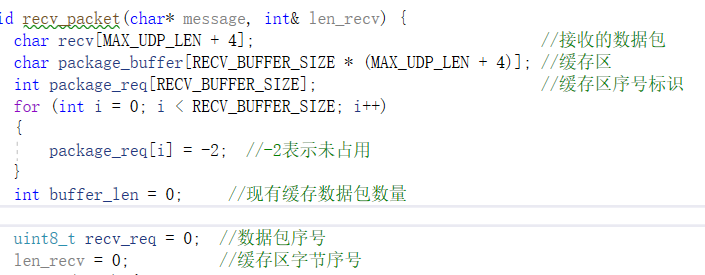 id recv_packet(char* message, int& len_recv) {
char recv[MAX_UDP_LEN + 4]; //接收的数据包
char package_buffer[RECV_BUFFER_SIZE * (MAX_UDP_LEN + 4)]; //缓存区
int package_req[RECV_BUFFER_SIZE]; //缓存区序号标识
for (int i = 0; i < RECV_BUFFER_SIZE; i++)
{
package_req[i] = -2; //-2表示未占用
}
int buffer_len = 0; //现有缓存数据包数量
uint8_t recv_req = 0; //数据包序号
len_recv = 0; //缓存区字节序号